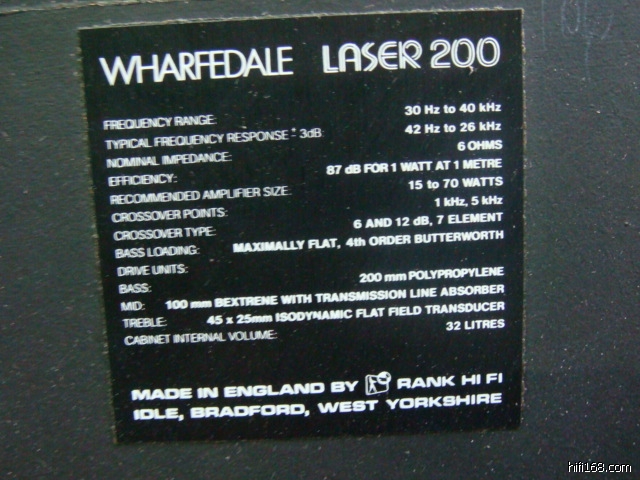 WHARFEDALE LASER 200
FREQUENCY RANGE: 30 Hz to 40 kHz
TYPICAL FREQUENCY RESPONSE - 3dB: 42 Hz to 26 kHz
NOMINAL IMPEDANCE: 6 OHMS
EFFICIENCY: 87 dB FOR 1 WATT AT 1 METRE
RECOMMENDED AMPLIFIER SIZE: 15 to 70 WATTS
CROSSOVER POINTS: 1 kHz, 5 kHz
CROSSOVER TYPE: 6 AND 12 dB, 7 ELEMENT
BASS LOADING: MAXIMALLY FLAT, 4th ORDER BUTTERWORTH
DRIVE UNITS:
BASS: 200 mm POLYPROPYLENE
MID: 100 mm BEXTRENE WITH TRANSMISSION LINE ABSORBER
TREBLE: 45 x 25mm ISODYNAMIC FLAT FIELD TRANSDUCER
CABINET INTERNAL VOLUME: 32 LITRES
MADE IN ENGLAND BY RANK HI FI
IDLE, BRADFORD, WEST YORKSHIRE
hifi168.com